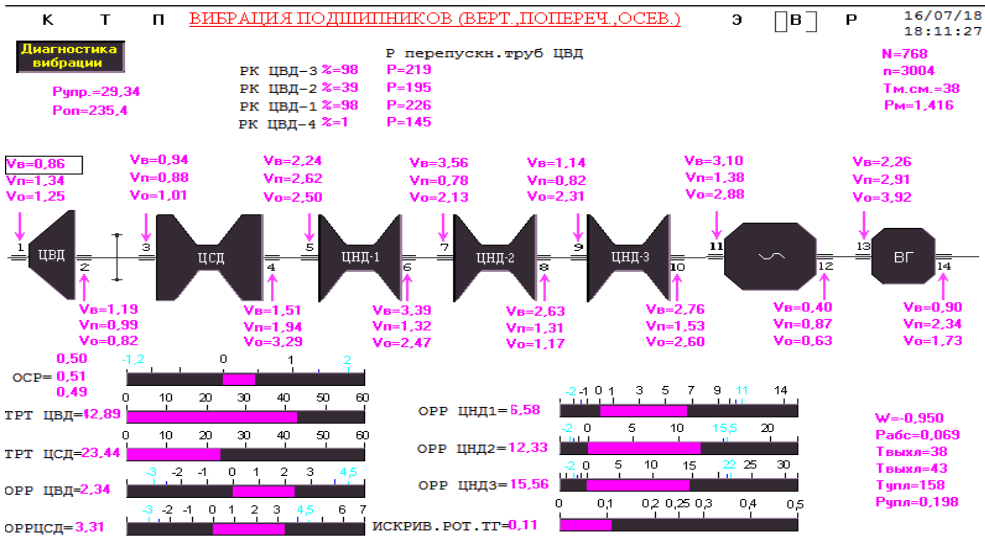 К Т П ВИБРАЦИЯ ПОДШИПНИКОВ (ВЕРТ.,ПОПЕРЕЧ.,ОСЕВ.) Э В Р 16/07/18
18:11:27
Диагностика
вибрации
Р перепускн.труб ЦВД
N=768
n=3004
Тм.см.=38
Рм=1,416
Рупр.=29,34
Роп=235,4
РК ЦВД-3 %=98 Р=219
РК ЦВД-2 %=39 Р=195
РК ЦВД-1 %=98 Р=226
РК ЦВД-4 %=1 Р=145
Vв=0,86 Vв=0,94 Vв=2,24 Vв=3,56 Vв=1,14 Vв=3,10 Vв=2,26
Vп=1,34 Vп=0,88 Vп=2,62 Vп=0,78 Vп=0,82 Vп=1,38 Vп=2,91
Vо=1,25 Vо=1,01 Vо=2,50 Vо=2,13 Vо=2,31 Vо=2,88 Vо=3,92
1 3 5 7 9 11 13
ЦВД ЦСД ЦНД-1 ЦНД-2 ЦНД-3 ВГ
2 4 6 8 10 12 14
Vв=1,19 Vв=1,51 Vв=3,39 Vв=2,63 Vв=2,76 Vв=0,40 Vв=0,90
Vп=0,99 Vп=1,94 Vп=1,32 Vп=1,31 Vп=1,53 Vп=0,87 Vп=2,34
Vо=0,82 Vо=3,29 Vо=2,47 Vо=1,17 Vо=2,60 Vо=0,63 Vо=1,73
0,50 -1,2 0 1 2
ОСР= 0,51
0,49
0 10 20 30 40 50 60
ТРТ ЦВД=42,89
0 10 20 30 40 50 60
ТРТ ЦСД=23,44
-3 -2 -1 0 1 2 3 4,5
ОРР ЦВД=2,34
-3 -2 -1 0 1 2 3 4,5 6 7
ОРРЦСД=3,31
-2 -1 0 1 3 5 7 9 11 14
ОРР ЦНД1=6,58
-2 0 5 10 15,5 20
ОРР ЦНД2=12,33
-2 0 5 10 15 22 25 30
ОРР ЦНД3=15,56
0 0,1 0,2 0,25 0,3 0,4 0,5
ИСКРИВ.РОТ.ТГ=0,11
W=-0,950
Рабс=0,069
Твыхл=38
Твыхл=43
Тупл=158
Рупл=0,198